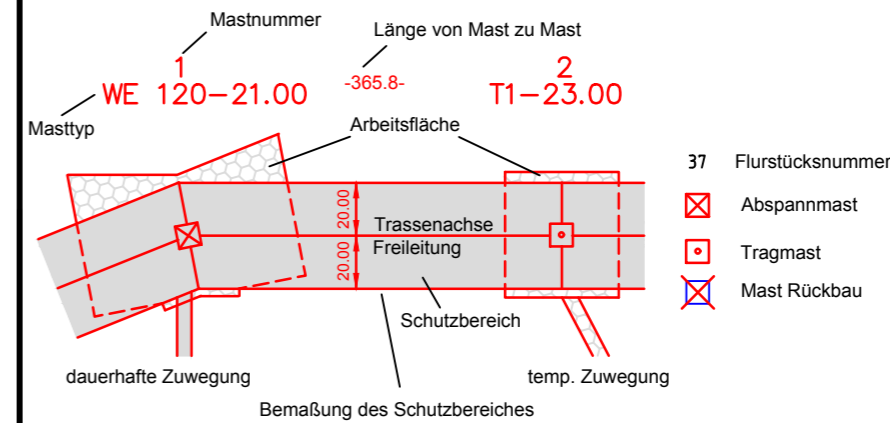 Mastnummer
Länge von Mast zu Mast
1
WE 120-21.00
-365.8-
2
T1-23.00
Masttyp
Arbeitsfläche
37 Flurstücksnummer
Abspannmast
Tragmast
Mast Rückbau
20.00
20.00
Trassenachse
Freileitung
Schutzbereich
dauerhafte Zuwegung
temp. Zuwegung
Bemaßung des Schutzbereiches